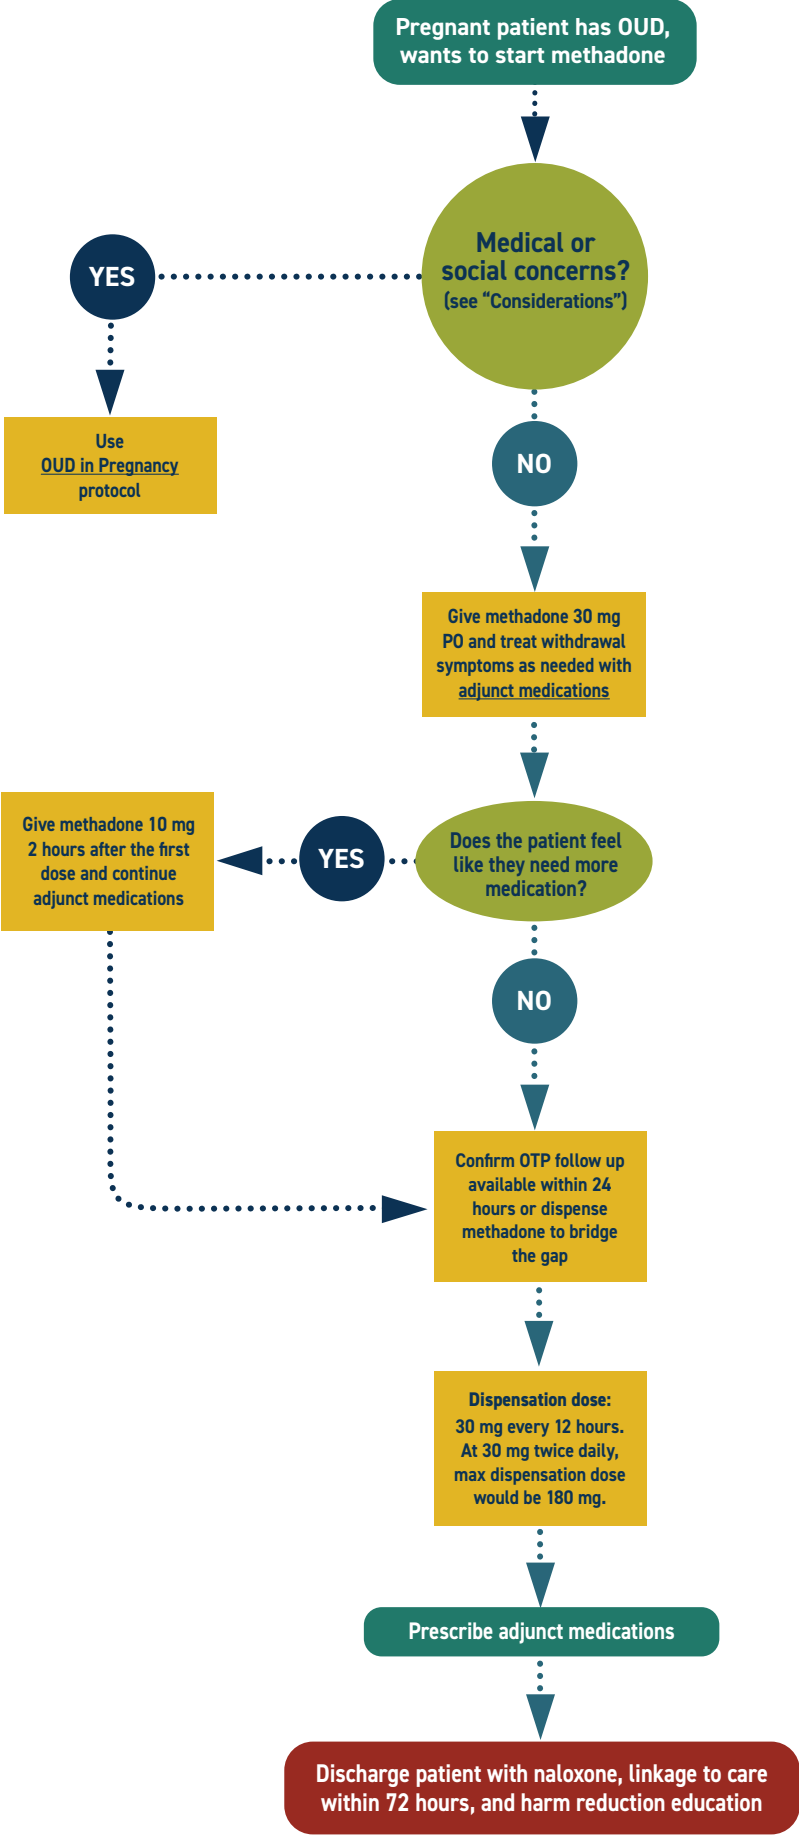 Pregnant patient has OUD,
wants to start methadone
Medical or
social concerns?
(see “Considerations”)
YES
Use
OUD in Pregnancy
protocol
NO
Give methadone 30 mg
PO and treat withdrawal
symptoms as needed with
adjunct medications
Does the patient feel
like they need more
medication?
YES
Give methadone 10 mg
2 hours after the first
dose and continue
adjunct medications
NO
Confirm OTP follow up
available within 24
hours or dispense
methadone to bridge
the gap
Dispensation dose:
30 mg every 12 hours.
At 30 mg twice daily,
max dispensation dose
would be 180 mg.
Prescribe adjunct medications
Discharge patient with naloxone, linkage to care
within 72 hours, and harm reduction education